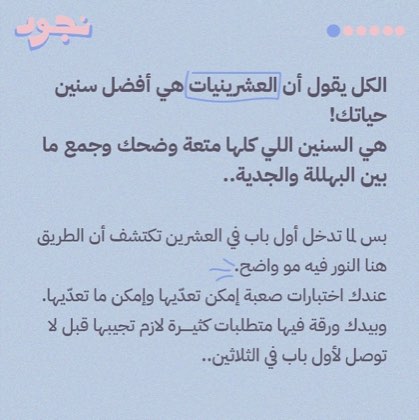 نجود
الكل يقول أن العشرينيات هي أفضل سنين
حياتك!
هي السنين اللي كلها متعة وضحك وجمع ما
بين البهللة والجدية..
بس لما تدخل أول باب في العشرين تكتشف أن الطريق
هنا النور فيه مو واضح.
عندك اختبارات صعبة إمكن تعدّيها وإمكن ما تعدّيها.
وبيدك ورقة فيها متطلبات كثيـــرة لازم تجيبها قبل لا
توصل لأول باب في الثلاثين..